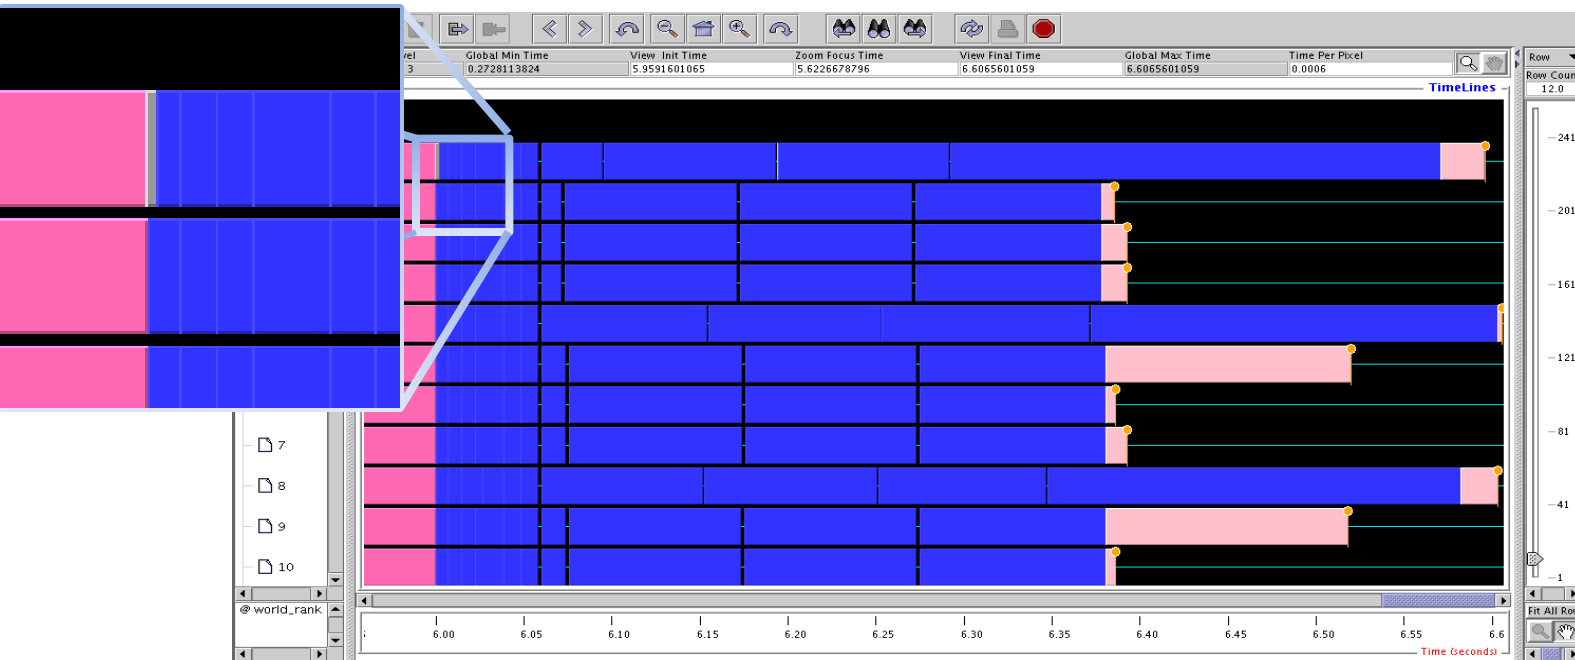 vel Global Min Time View Init Time Zoom Focus Time View Final Time Global Max Time Time Per Pixel Row
3 0.2728113824 5.9591601065 5.6226678796 6.6065601059 6.6065601059 0.0006
Row Coun
12.0
TimeLines
241
201
161
121
81
41
1
7
8
9
10
@ world_rank
Fit All Ro
6.00 6.05 6.10 6.15 6.20 6.25 6.30 6.35 6.40 6.45 6.50 6.55 6.6
Time (seconds)